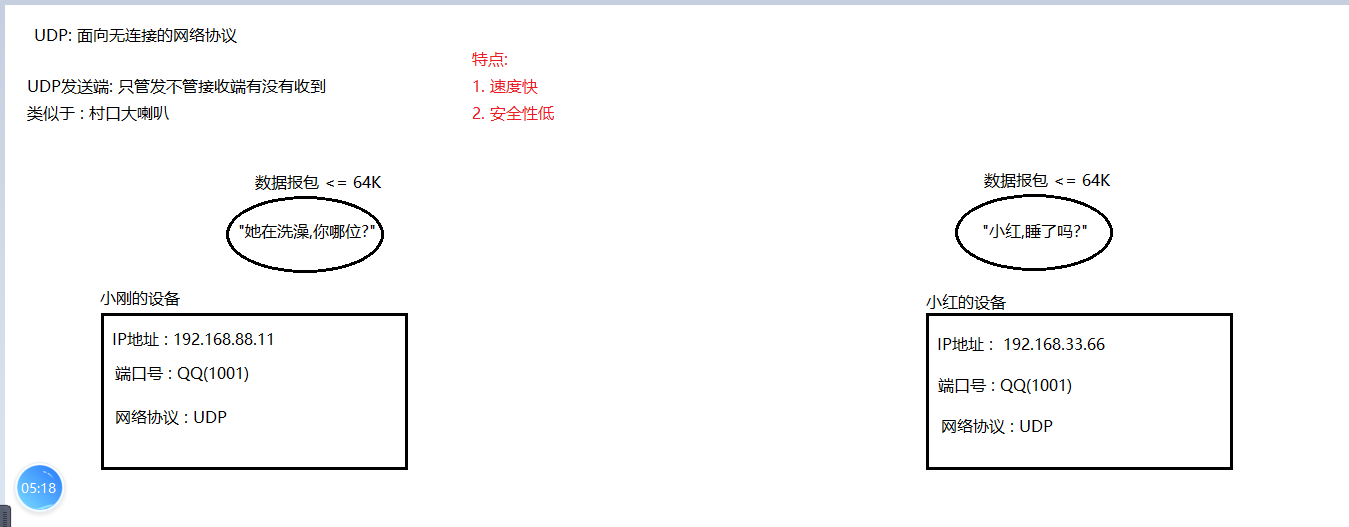 UDP: 面向无连接的网络协议
特点:
UDP发送端: 只管发不管接收端有没有收到
1. 速度快
类似于 : 村口大喇叭
2. 安全性低
数据报包 <= 64K
数据报包 <= 64K
"她在洗澡,你哪位?"
"小红,睡了吗?"
小刚的设备
小红的设备
IP地址 : 192.168.88.11
IP地址 : 192.168.33.66
端口号 : QQ(1001)
端口号 : QQ(1001)
网络协议 : UDP
网络协议 : UDP
05:18